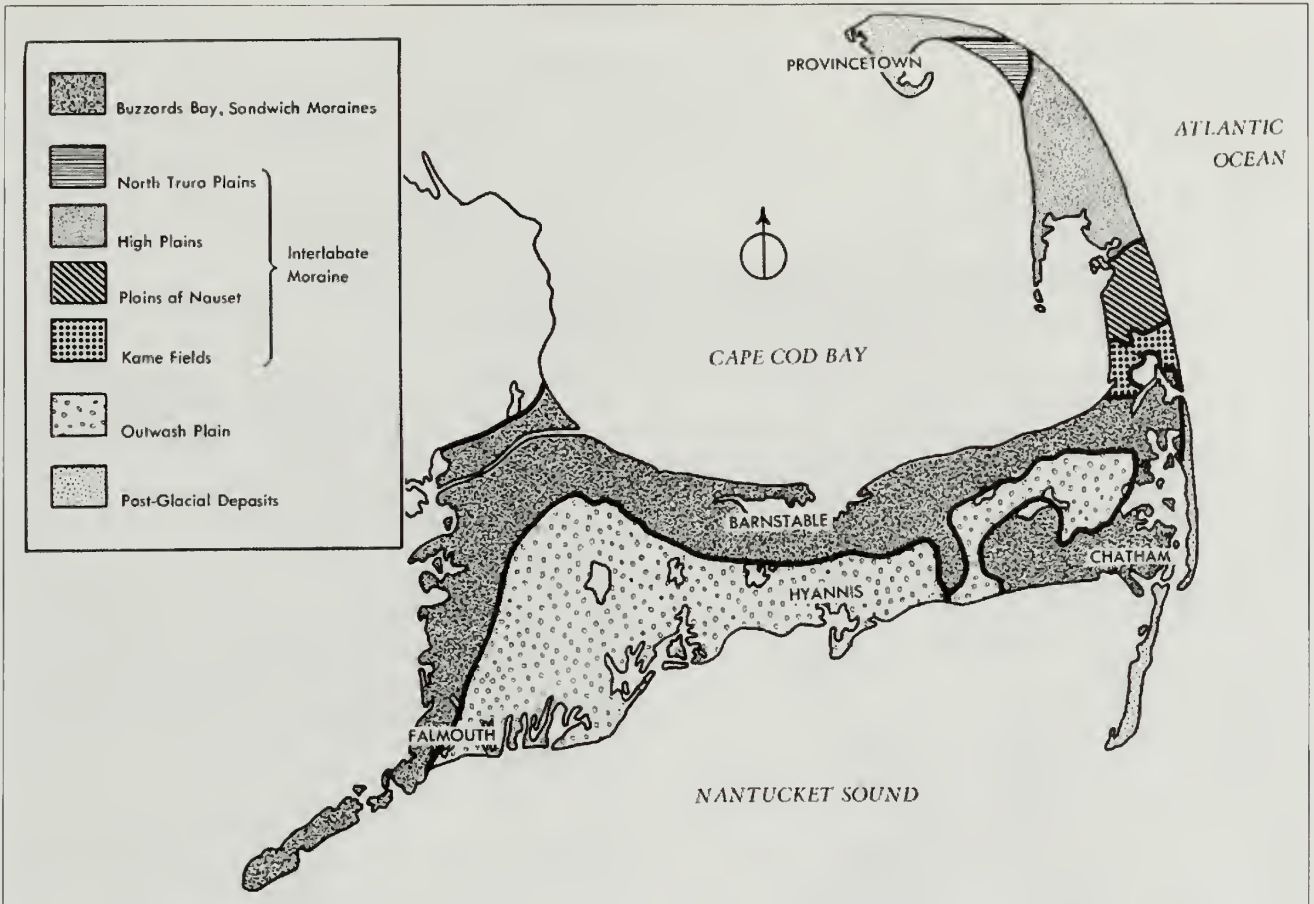 Buzzards Bay, Sandwich Moraines
North Truro Plains
High Plains
Interlabate
Moraine
Plains of Nauset
Kame Fields
Outwash Plain
Post-Glacial Deposits
PROVINCETOWN
ATLANTIC
OCEAN
CAPE COD BAY
BARNSTABLE
CHATHAM
HYANNIS
FALMOUTH
NANTUCKET SOUND